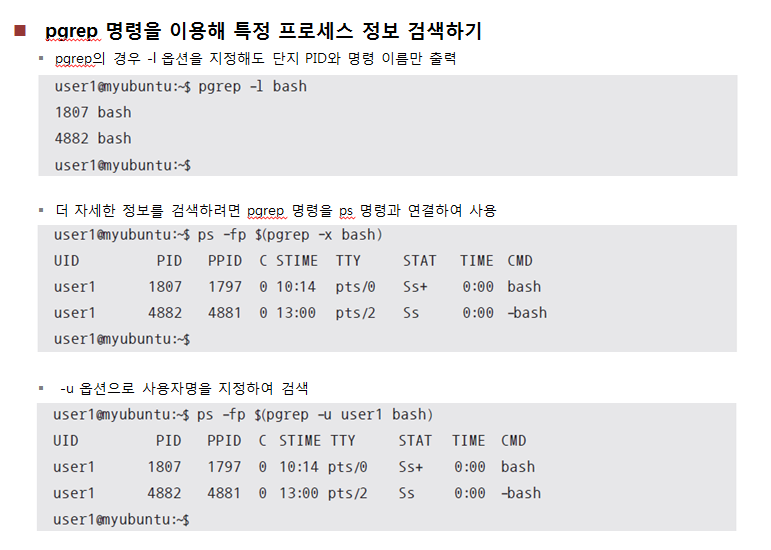 pgrep 명령을 이용해 특정 프로세스 정보 검색하기
pgrep의 경우 -l 옵션을 지정해도 단지 PID와 명령 이름만 출력
user1@myubuntu:~$ pgrep -l bash
1807 bash
4882 bash
user1@myubuntu:~$
더 자세한 정보를 검색하려면 pgrep 명령을 ps 명령과 연결하여 사용
user1@myubuntu:~$ ps -fp $(pgrep -x bash)
UID PID PPID C STIME TTY STAT TIME CMD
user1 1807 1797 0 10:14 pts/0 Ss+ 0:00 bash
user1 4882 4881 0 13:00 pts/2 Ss 0:00 -bash
user1@myubuntu:~$
-u 옵션으로 사용자명을 지정하여 검색
user1@myubuntu:~$ ps -fp $(pgrep -u user1 bash)
UID PID PPID C STIME TTY STAT TIME CMD
user1 1807 1797 0 10:14 pts/0 Ss+ 0:00 bash
user1 4882 4881 0 13:00 pts/2 Ss 0:00 -bash
user1@myubuntu:~$